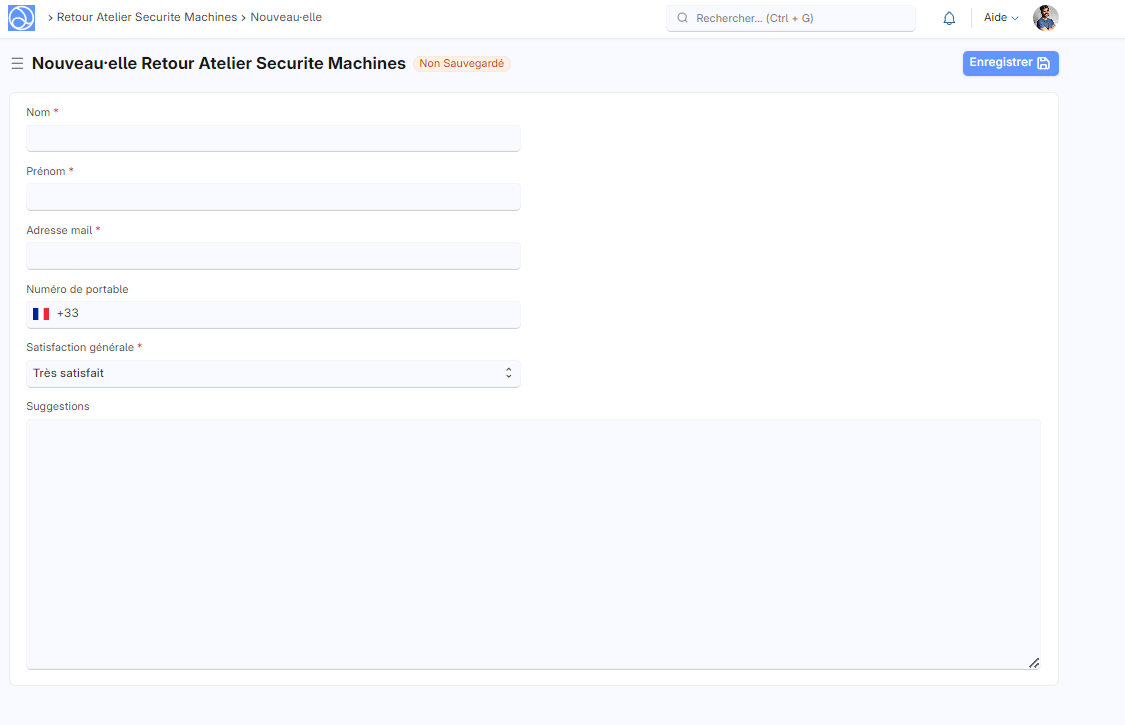 › Retour Atelier Securite Machines › Nouveau·elle
Rechercher... (Ctrl + G)
Aide
Nouveau·elle Retour Atelier Securite Machines
Non Sauvegardé
Enregistrer
Nom *
Prénom *
Adresse mail *
Numéro de portable
+33
Satisfaction générale *
Très satisfait
Suggestions